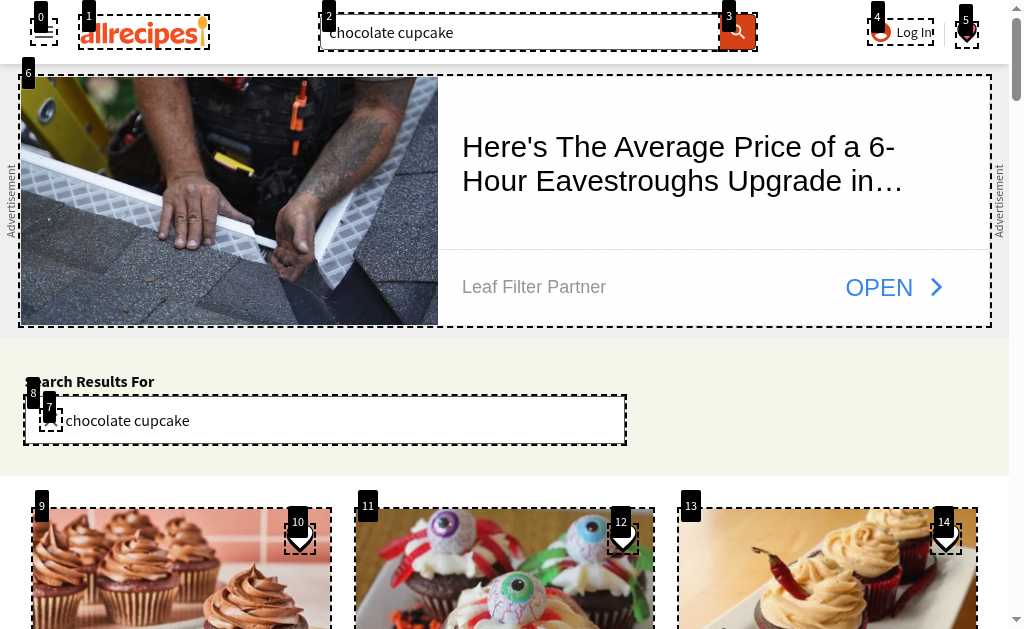 0
1
2
3
4
5
allrecipes
chocolate cupcake
Log In
6
Advertisement
Here's The Average Price of a 6-
Hour Eavestroughs Upgrade in…
Leaf Filter Partner
OPEN
Advertisement
Search Results For
8
7
chocolate cupcake
9
10
11
12
13
14